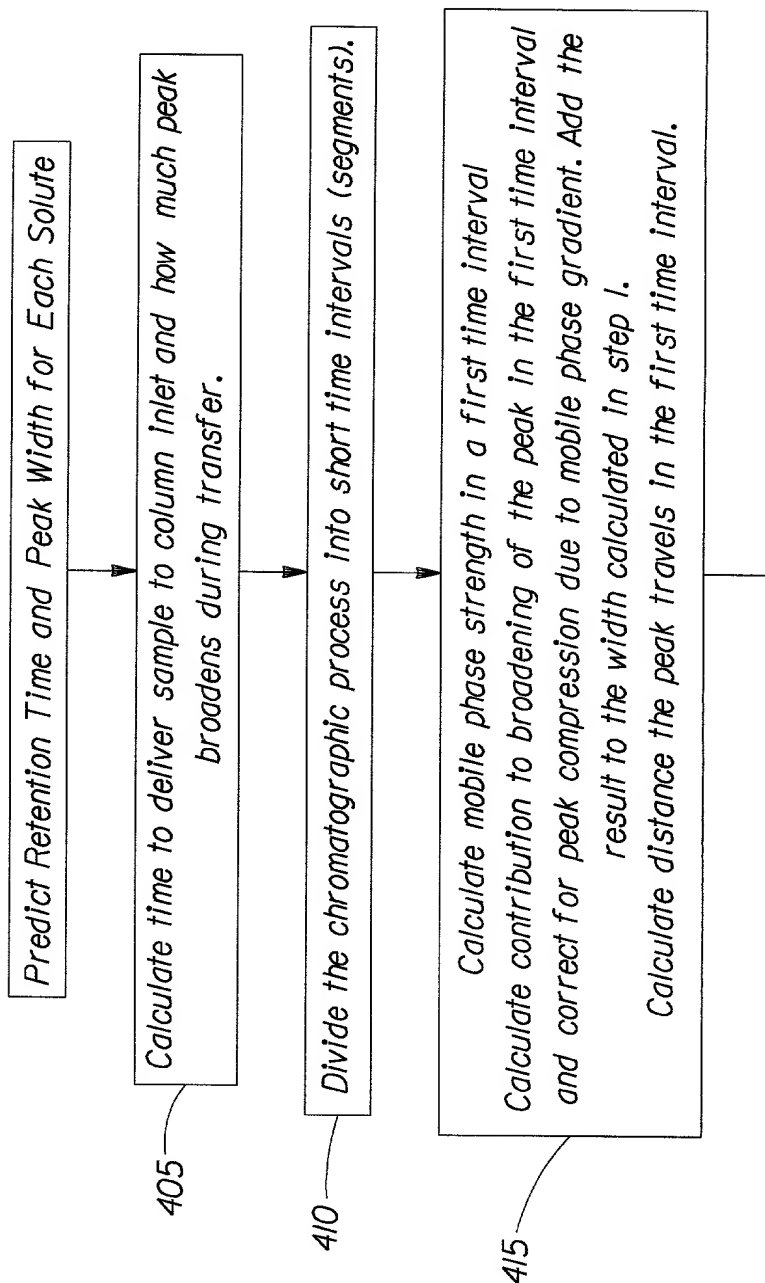 Predict Retention Time and Peak Width for Each Solute
Calculate time to deliver sample to column inlet and how much peak
broadens during transfer.
405
Divide the chromatographic process into short time intervals (segments).
410
Calculate mobile phase strength in a first time interval
Calculate contribution to broadening of the peak in the first time interval
and correct for peak compression due to mobile phase gradient. Add the
result to the width calculated in step 1.
Calculate distance the peak travels in the first time interval.
415